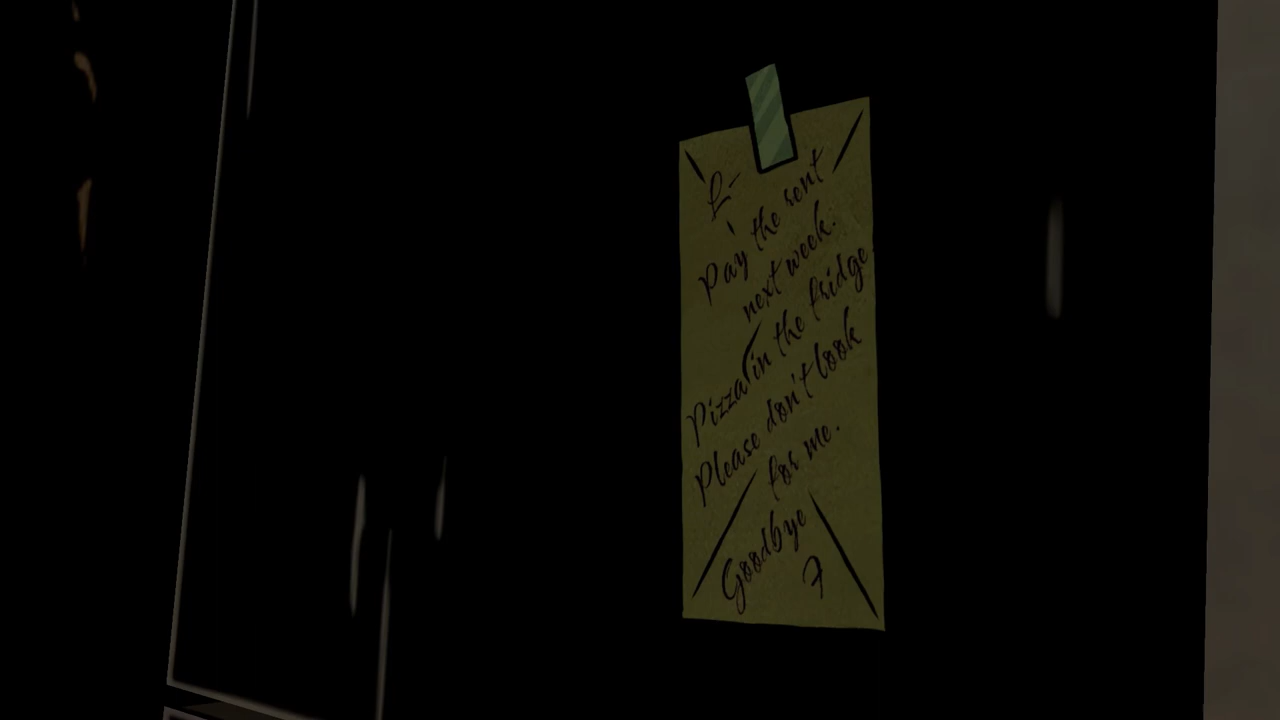 L-
Pay the rent
next week.
Pizza in the fridge.
Please don't look
for me.
Goodbye
F